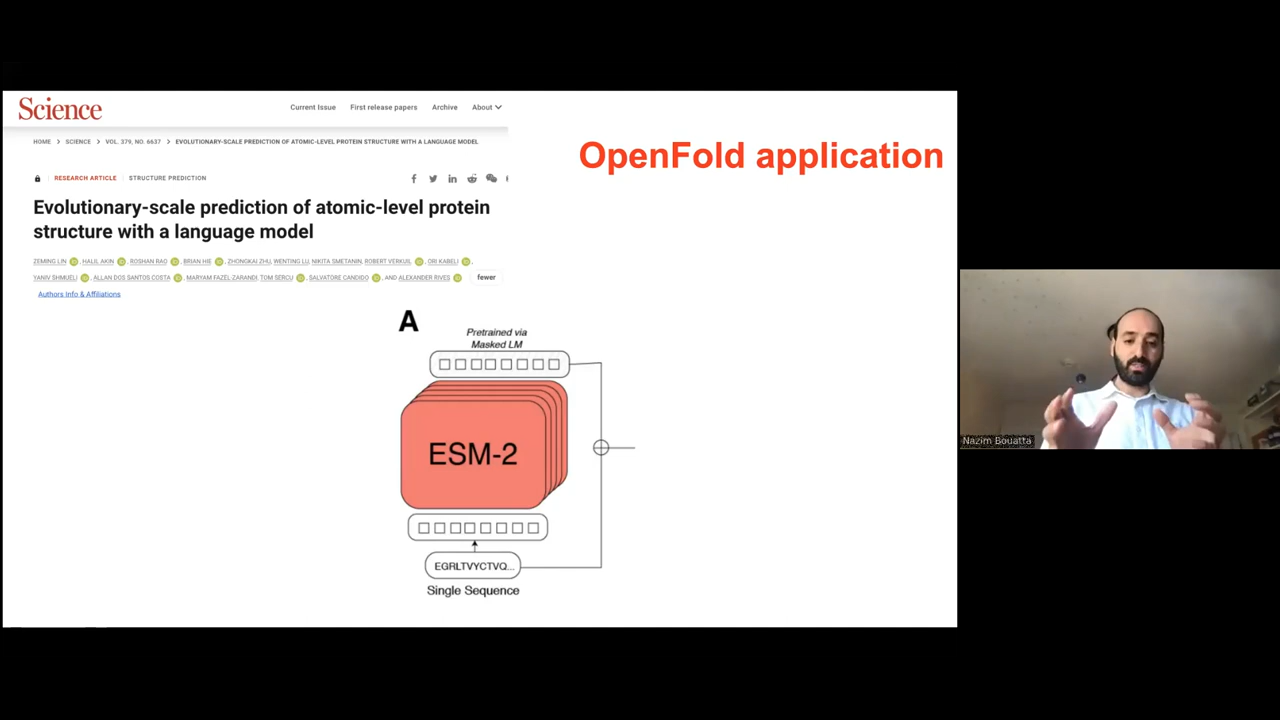 Science
Current Issue First release papers Archive About
HOME > SCIENCE > VOL. 379, NO. 6637 > EVOLUTIONARY-SCALE PREDICTION OF ATOMIC-LEVEL PROTEIN STRUCTURE WITH A LANGUAGE MODEL
OpenFold application
RESEARCH ARTICLE STRUCTURE PREDICTION
Evolutionary-scale prediction of atomic-level protein
structure with a language model
ZEMING LIN, HALIL AKIN, ROSHAN RAO, BRIAN HIE, ZHONGKAI ZHU, WENTING LU, NIKITA SMETANIN, ROBERT VERKUIL, ORI KABELI,
YANIV SHMUELI, ALLAN DOS SANTOS COSTA, MARYAM FAZEL-ZARANDI, TOM SERCU, SALVATORE CANDIDO, AND ALEXANDER RIVES fewer
Authors Info & Affiliations
A
Pretrained via
Masked LM
ESM-2
EGRLTVYCTVQ...
Single Sequence
Nazim Bouatta